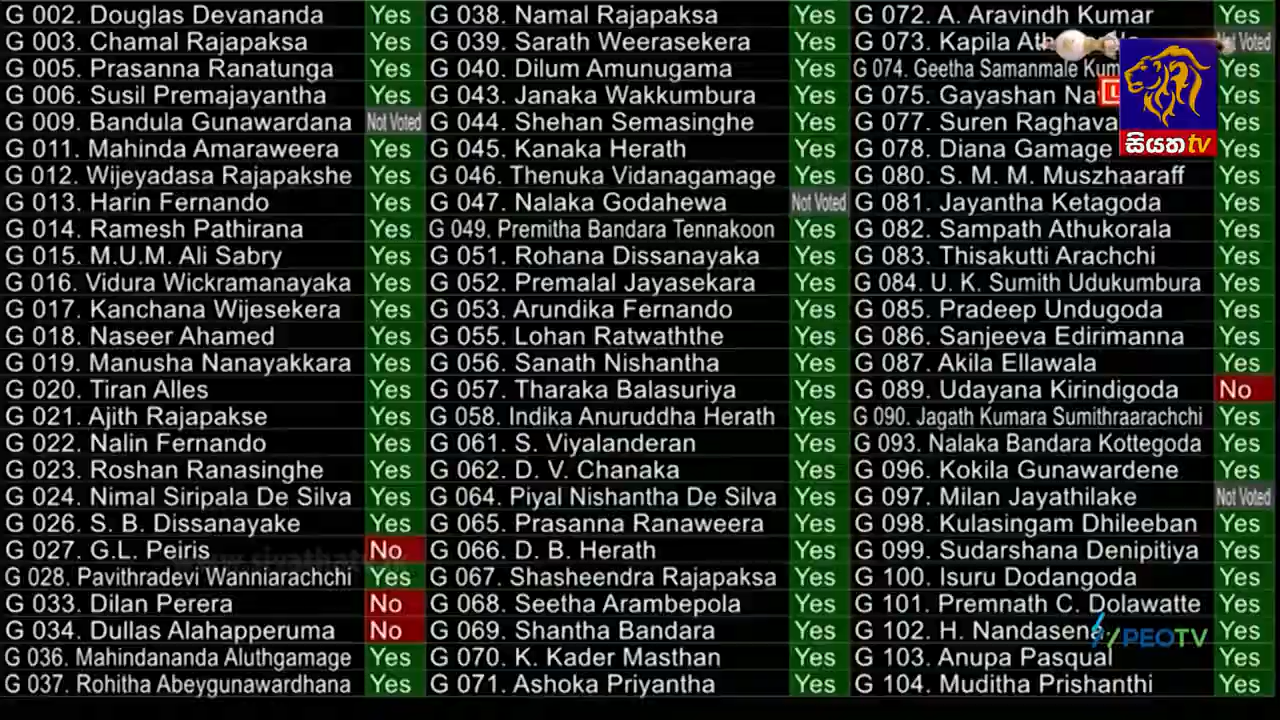 G 002. Douglas Devananda Yes
G 003. Chamal Rajapaksa Yes
G 005. Prasanna Ranatunga Yes
G 006. Susil Premajayantha Yes
G 009. Bandula Gunawardana Not Voted
G 011. Mahinda Amaraweera Yes
G 012. Wijeyadasa Rajapakshe Yes
G 013. Harin Fernando Yes
G 014. Ramesh Pathirana Yes
G 015. M.U.M. Ali Sabry Yes
G 016. Vidura Wickramanayaka Yes
G 017. Kanchana Wijesekera Yes
G 018. Naseer Ahamed Yes
G 019. Manusha Nanayakkara Yes
G 020. Tiran Alles Yes
G 021. Ajith Rajapakse Yes
G 022. Nalin Fernando Yes
G 023. Roshan Ranasinghe Yes
G 024. Nimal Siripala De Silva Yes
G 026. S. B. Dissanayake Yes
G 027. G.L. Peiris No
G 028. Pavithradevi Wanniarachchi Yes
G 033. Dilan Perera No
G 034. Dullas Alahapperuma No
G 036. Mahindananda Aluthgamage Yes
G 037. Rohitha Abeygunawardhana Yes
G 038. Namal Rajapaksa Yes
G 039. Sarath Weerasekera Yes
G 040. Dilum Amunugama Yes
G 043. Janaka Wakkumbura Yes
G 044. Shehan Semasinghe Yes
G 045. Kanaka Herath Yes
G 046. Thenuka Vidanagamage Yes
G 047. Nalaka Godahewa Not Voted
G 049. Premitha Bandara Tennakoon Yes
G 051. Rohana Dissanayaka Yes
G 052. Premalal Jayasekara Yes
G 053. Arundika Fernando Yes
G 055. Lohan Ratwaththe Yes
G 056. Sanath Nishantha Yes
G 057. Tharaka Balasuriya Yes
G 058. Indika Anuruddha Herath Yes
G 061. S. Viyalanderan Yes
G 062. D. V. Chanaka Yes
G 064. Piyal Nishantha De Silva Yes
G 065. Prasanna Ranaweera Yes
G 066. D. B. Herath Yes
G 067. Shasheendra Rajapaksa Yes
G 068. Seetha Arambepola Yes
G 069. Shantha Bandara Yes
G 070. K. Kader Masthan Yes
G 071. Ashoka Priyantha Yes
G 072. A. Aravindh Kumar Yes
G 073. Kapila Not Voted
G 074. Geetha Samanmale Yes
G 075. Gayashan Yes
G 077. Suren Yes
G 078. Diana Gamage Yes
G 080. S. M. M. Muszhaaraff Yes
G 081. Jayantha Ketagoda Yes
G 082. Sampath Athukorala Yes
G 083. Thisakutti Arachchi Yes
G 084. U. K. Sumith Udukumbura Yes
G 085. Pradeep Undugoda Yes
G 086. Sanjeeva Edirimanna Yes
G 087. Akila Ellawala Yes
G 089. Udayana Kirindigoda No
G 090. Jagath Kumara Sumithraarachchi Yes
G 093. Nalaka Bandara Kottegoda Yes
G 096. Kokila Gunawardene Yes
G 097. Milan Jayathilake Not Voted
G 098. Kulasingam Dhileeban Yes
G 099. Sudarshana Denipitiya Yes
G 100. Isuru Dodangoda Yes
G 101. Premnath C. Dolawatte Yes
G 102. H. Nandasena Yes
G 103. Anupa Pasqual Yes
G 104. Muditha Prishanthi Yes
සියත tv
PEOTV